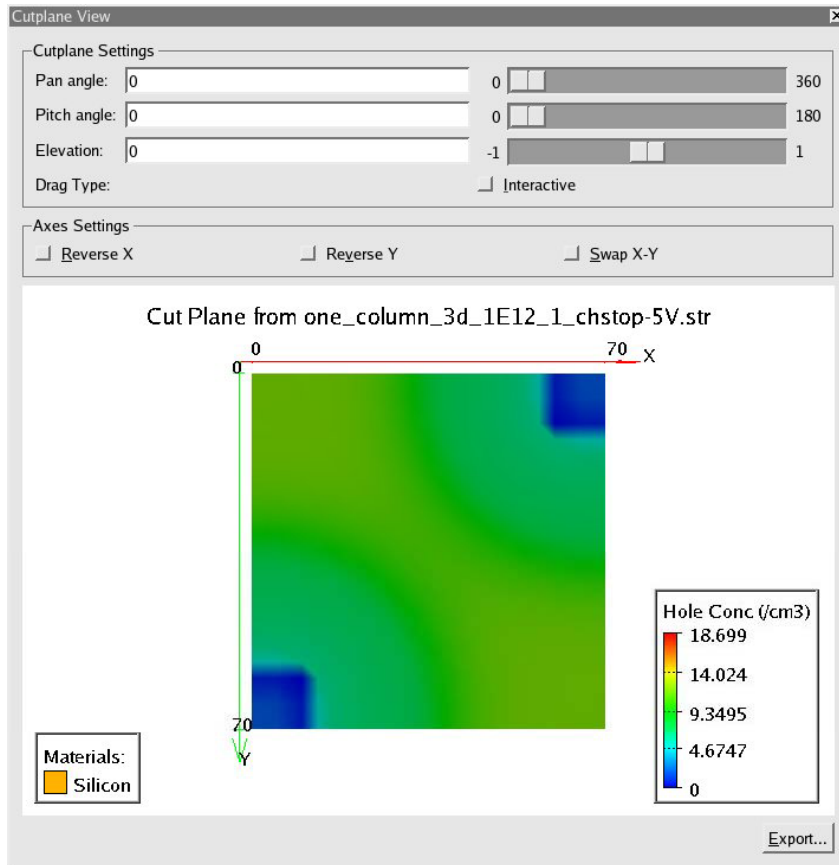 Cutplane View
Cutplane Settings
Pan angle: 0 0 360
Pitch angle: 0 0 180
Elevation: 0 -1 1
Drag Type: Interactive
Axes Settings
Reverse X Reverse Y Swap X-Y
Cut Plane from one_column_3d_1E12_1_chstop-5V.str
0 70 X
0
70
Y
Hole Conc (/cm3)
18.699
14.024
9.3495
4.6747
0
Materials:
Silicon
Export...